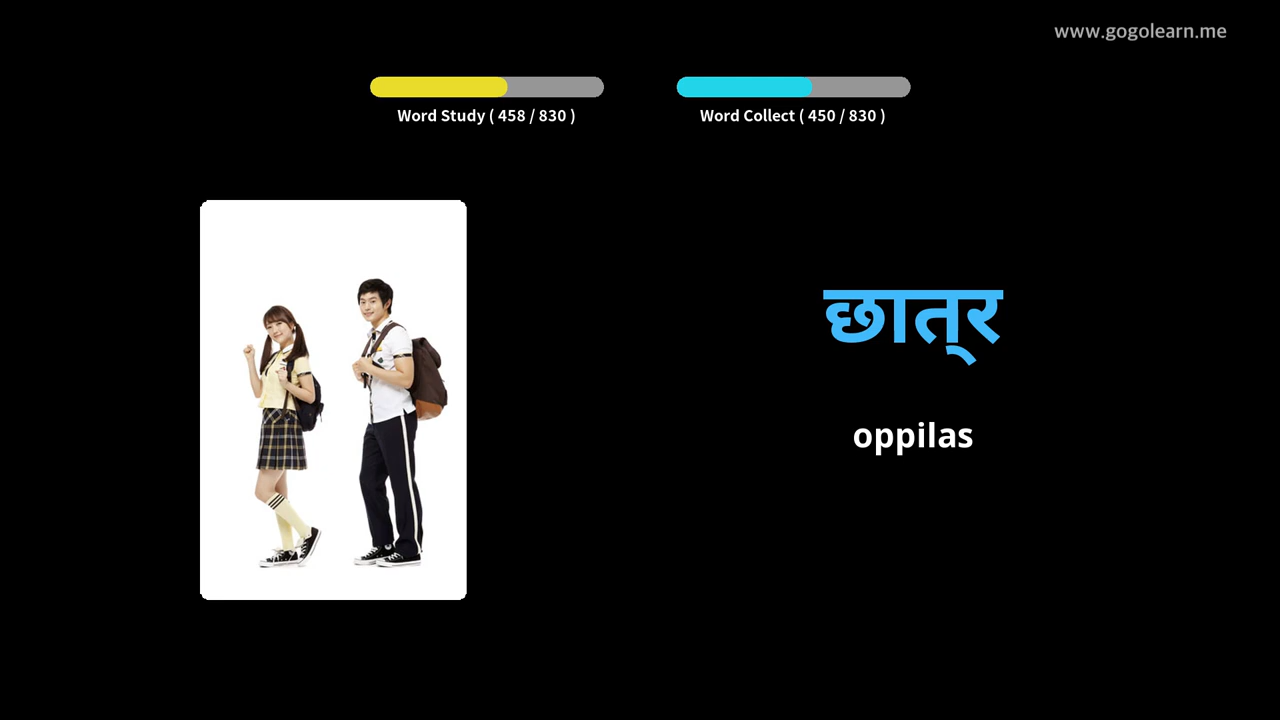 www.gogolearn.me
Word Study ( 458 / 830 )
Word Collect ( 450 / 830 )
छात्र
oppilas